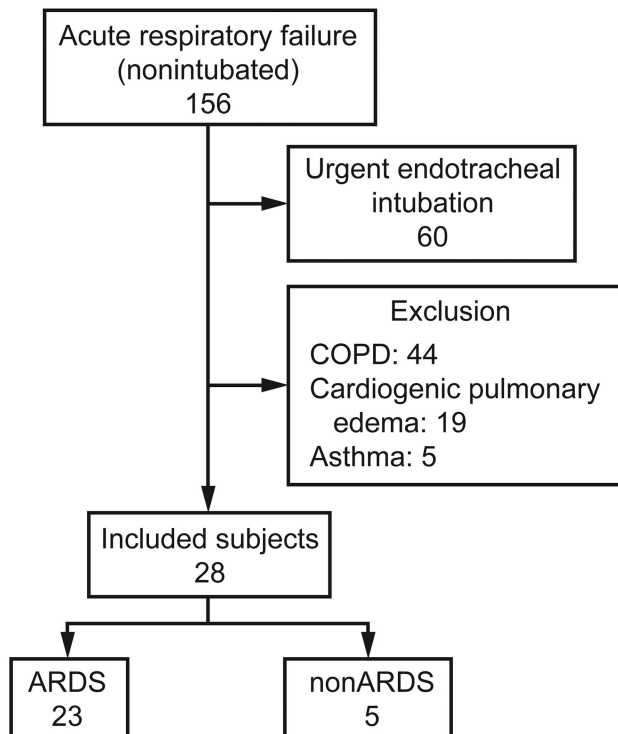 Acute respiratory failure
(nonintubated)
156
Urgent endotracheal
intubation
60
Exclusion
COPD: 44
Cardiogenic pulmonary
edema: 19
Asthma: 5
Included subjects
28
ARDS
23
nonARDS
5